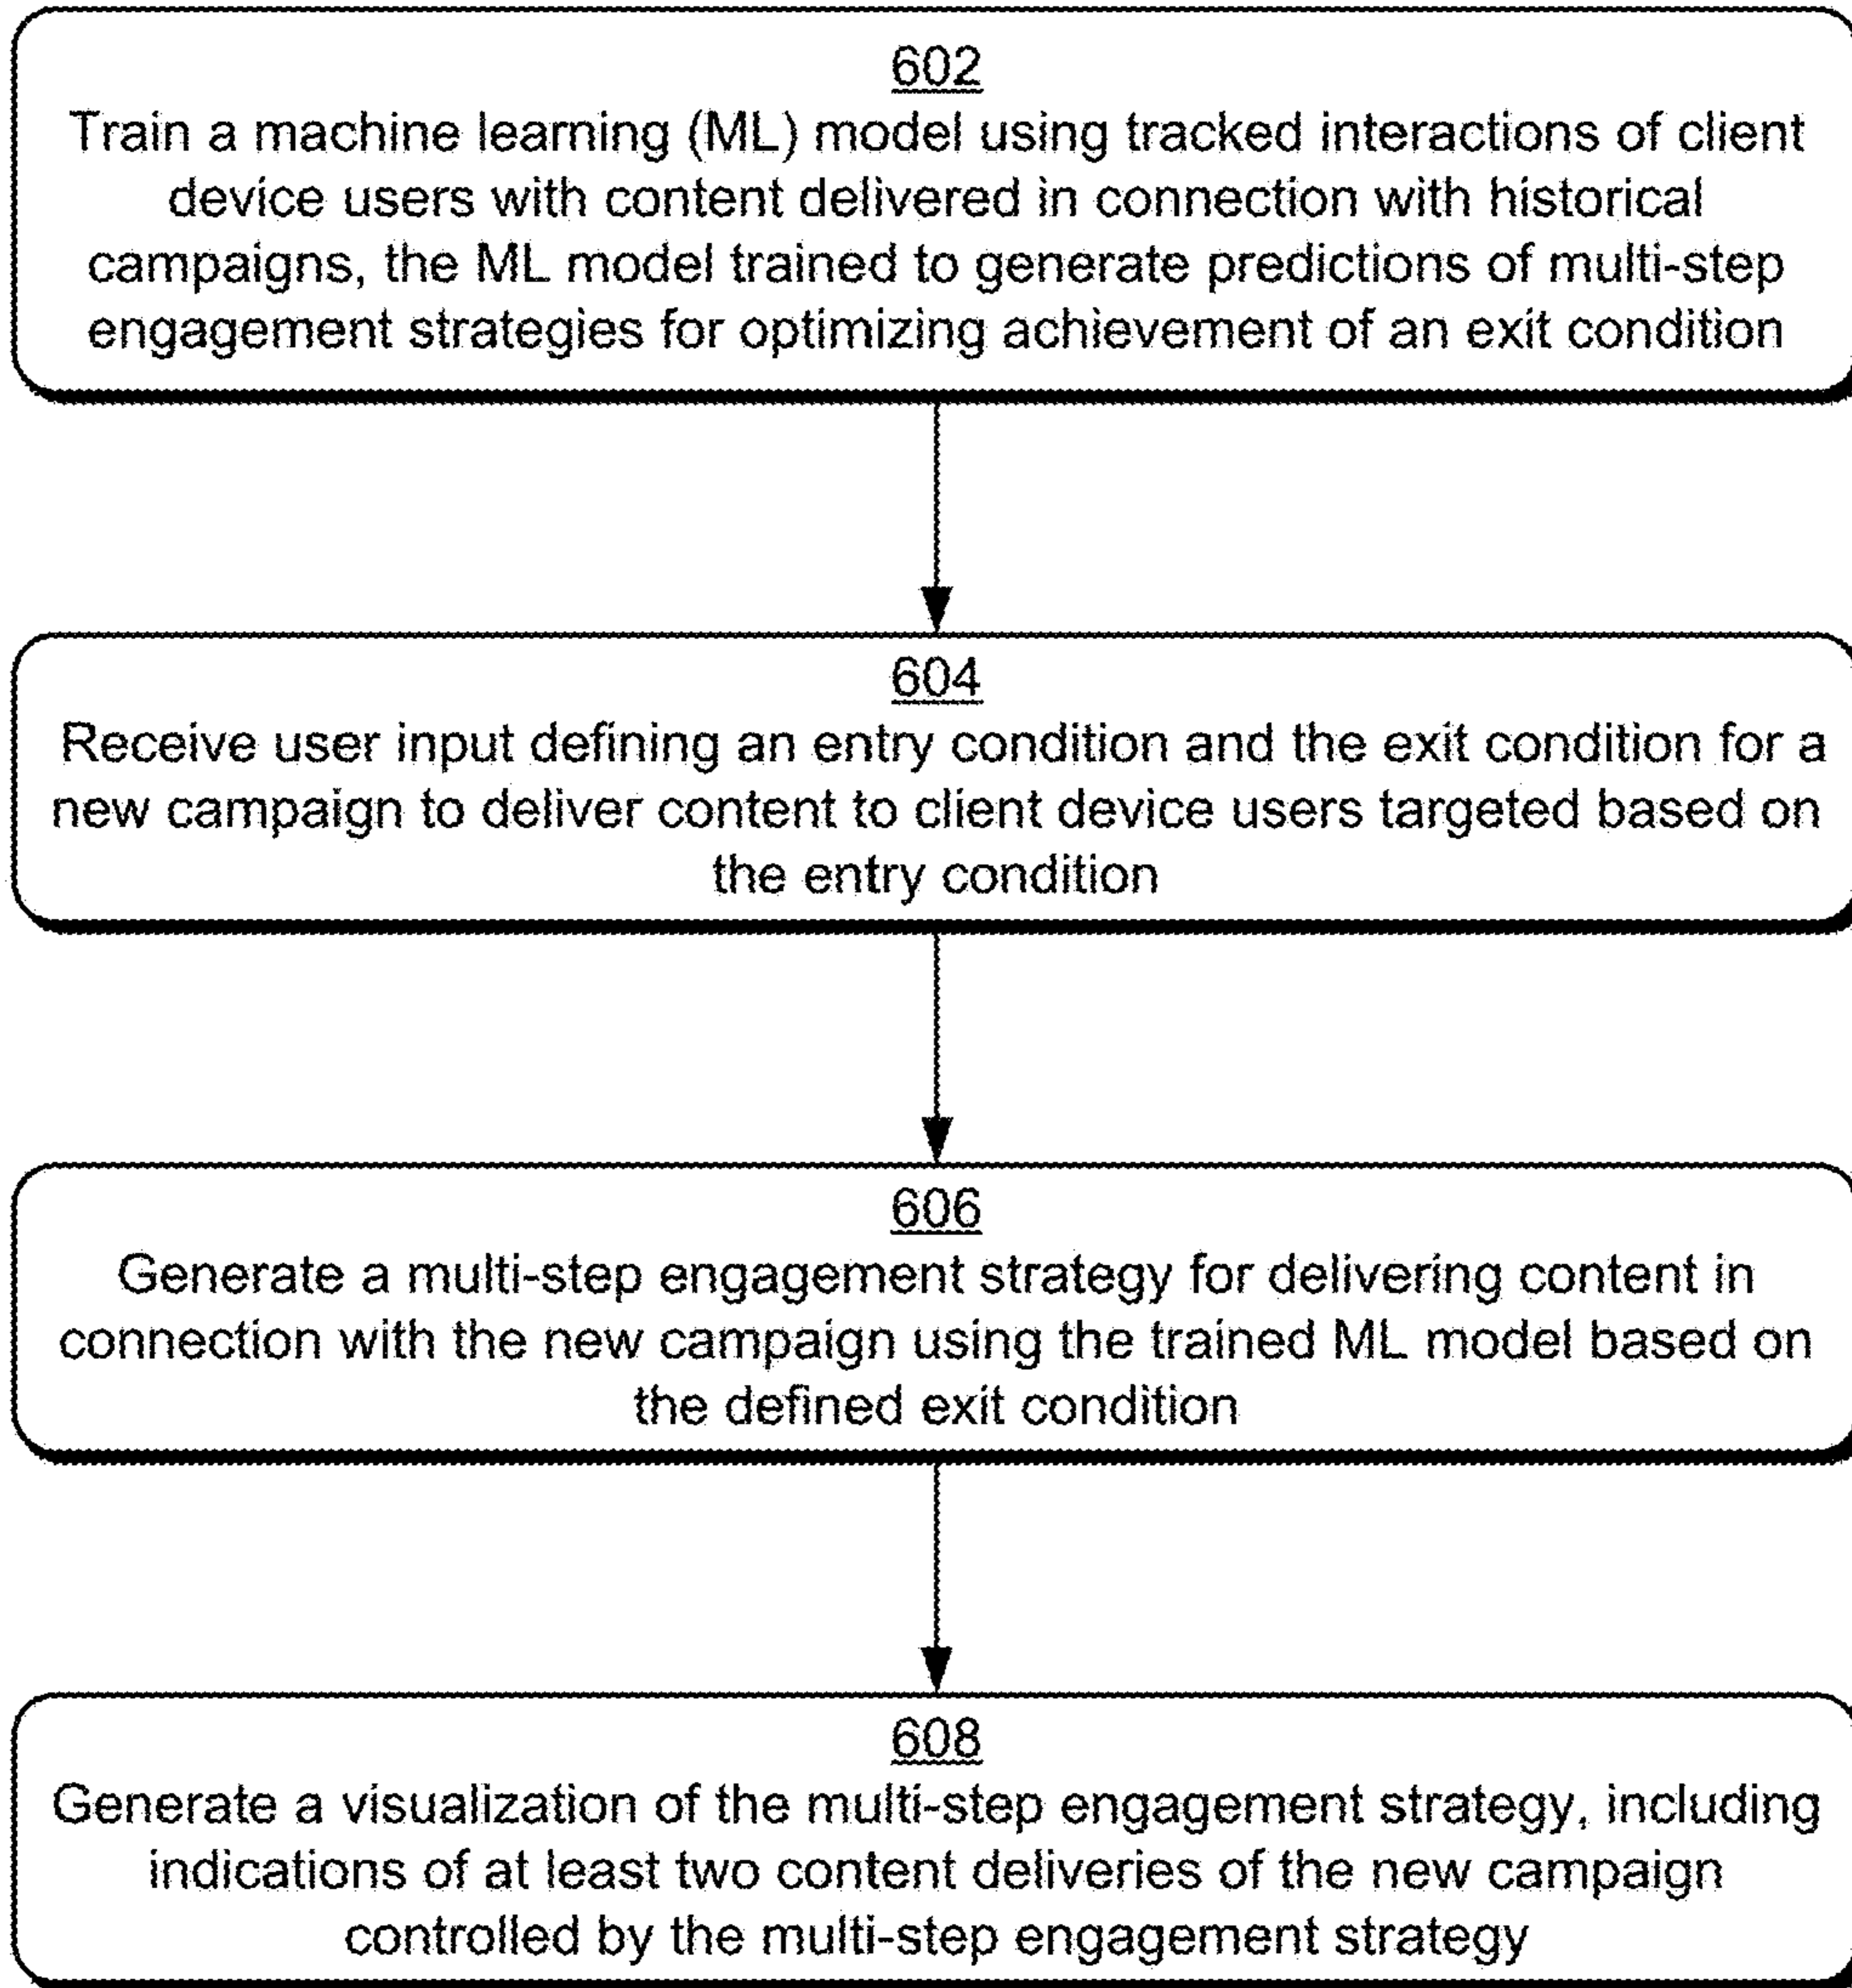 602
Train a machine learning (ML) model using tracked interactions of client
device users with content delivered in connection with historical
campaigns, the ML model trained to generate predictions of multi-step
engagement strategies for optimizing achievement of an exit condition
604
Receive user input defining an entry condition and the exit condition for a
new campaign to deliver content to client device users targeted based on
the entry condition
606
Generate a multi-step engagement strategy for delivering content in
connection with the new campaign using the trained ML model based on
the defined exit condition
608
Generate a visualization of the multi-step engagement strategy, including
indications of at least two content deliveries of the new campaign
controlled by the multi-step engagement strategy